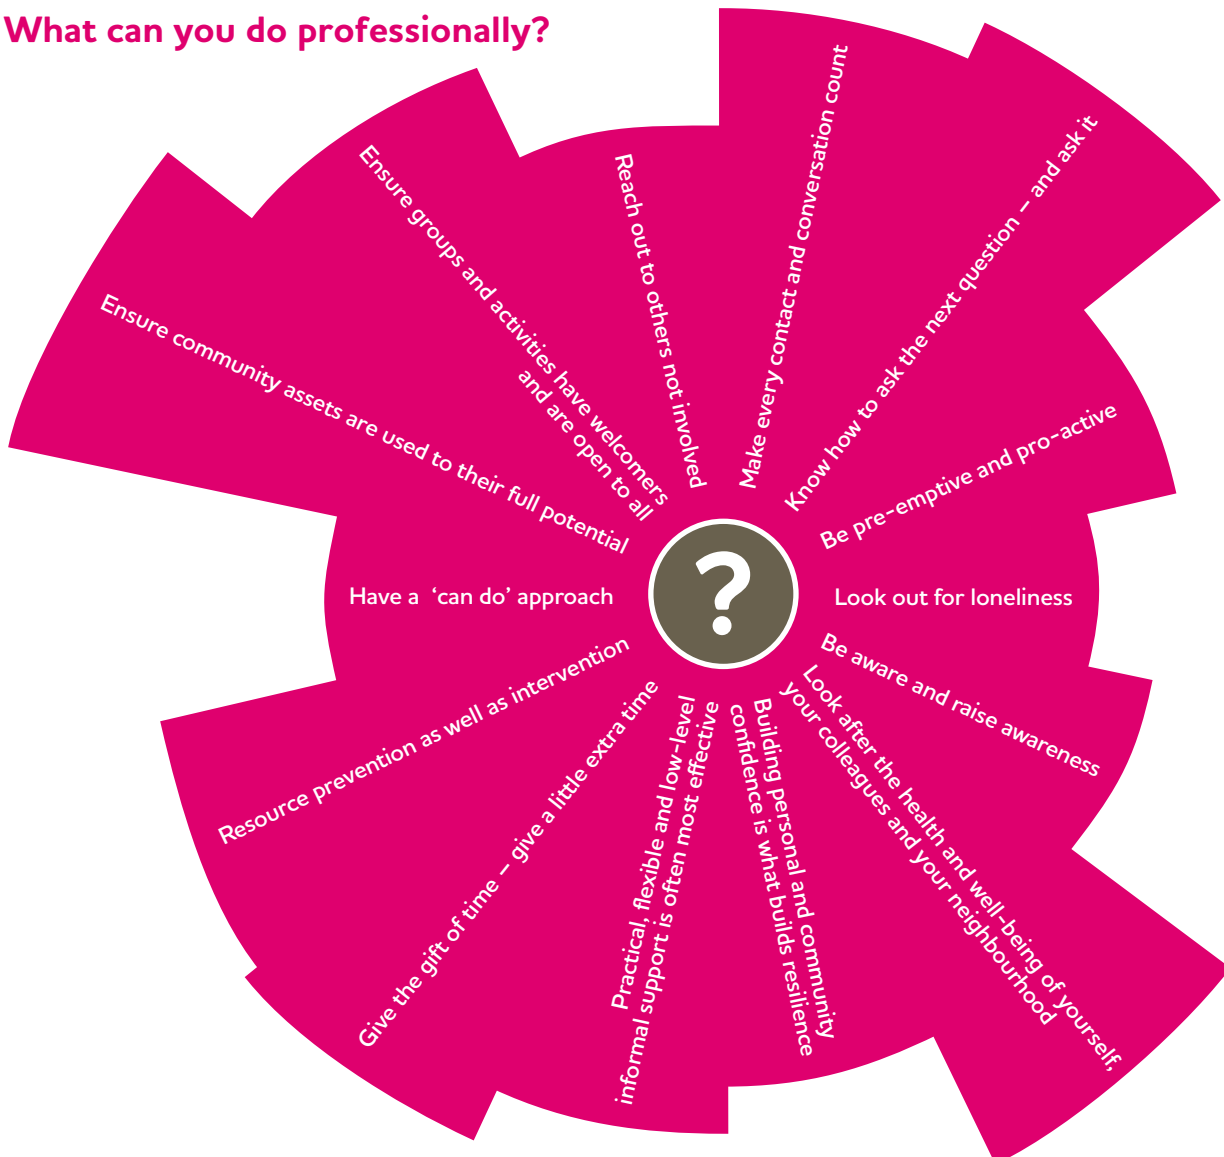 What can you do professionally?
Make every contact and conversation count
Know how to ask the next question – and ask it
Be pre-emptive and pro-active
Look out for loneliness
Be aware and raise awareness
Look after the health and well-being of yourself,
your colleagues and your neighbourhood
Building personal and community
confidence is what builds resilience
Practical, flexible and low-level
informal support is often most effective
Give the gift of time – give a little extra time
Resource prevention as well as intervention
Have a ‘can do’ approach
Ensure community assets are used to their full potential
Ensure groups and activities have welcomers
and are open to all
Reach out to others not involved
?